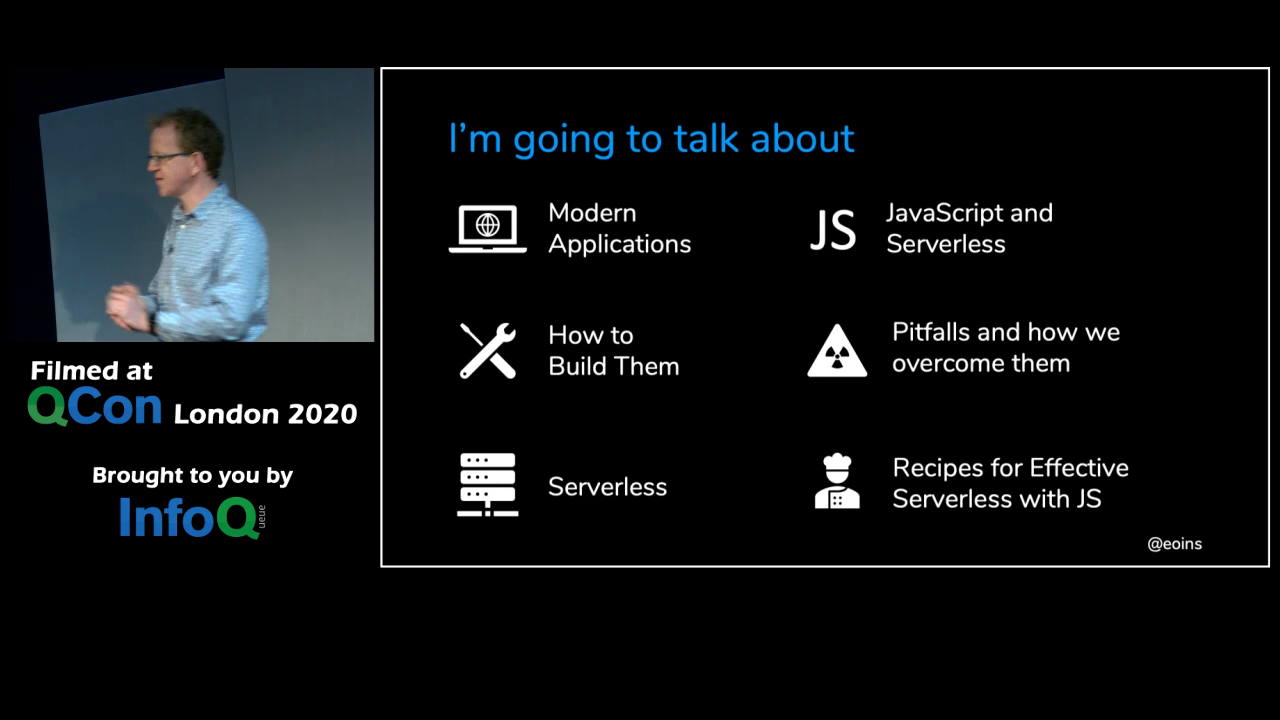 I'm going to talk about
Modern
Applications
JS
JavaScript and
Serverless
How to
Build Them
Pitfalls and how we
overcome them
Serverless
Recipes for Effective
Serverless with JS
@eoins
Filmed at
QCon London 2020
Brought to you by
InfoQueue